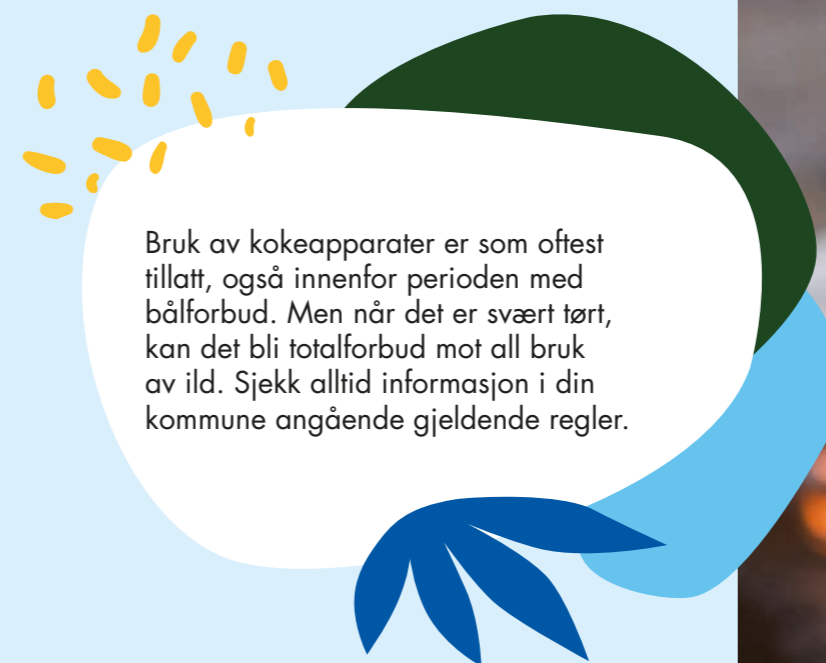 Bruk av kokeapparater er som oftest
tillatt, også innenfor perioden med
bålforbud. Men når det er svært tørt,
kan det bli totalforbud mot all bruk
av ild. Sjekk alltid informasjon i din
kommune angående gjeldende regler.